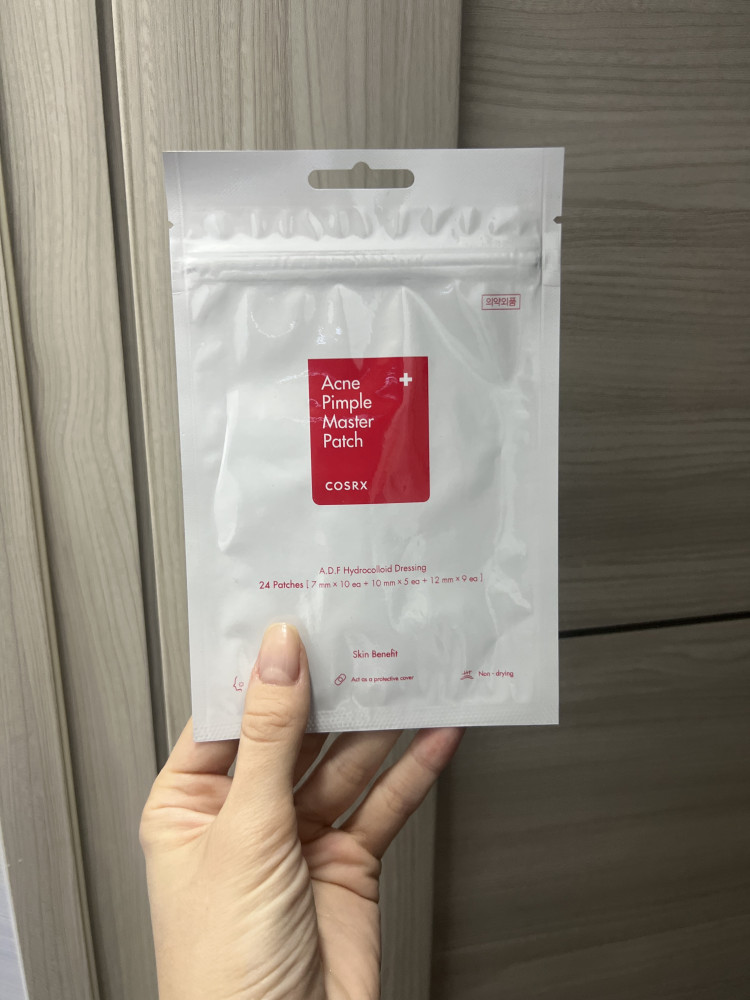 의약외품
Acne
Pimple
Master
Patch
COSRX
A.D.F Hydrocolloid Dressing
24 Patches [ 7 mm × 10 ea + 10 mm × 5 ea + 12 mm × 9 ea ]
Skin Benefit
Act as a protective cover
Non - drying